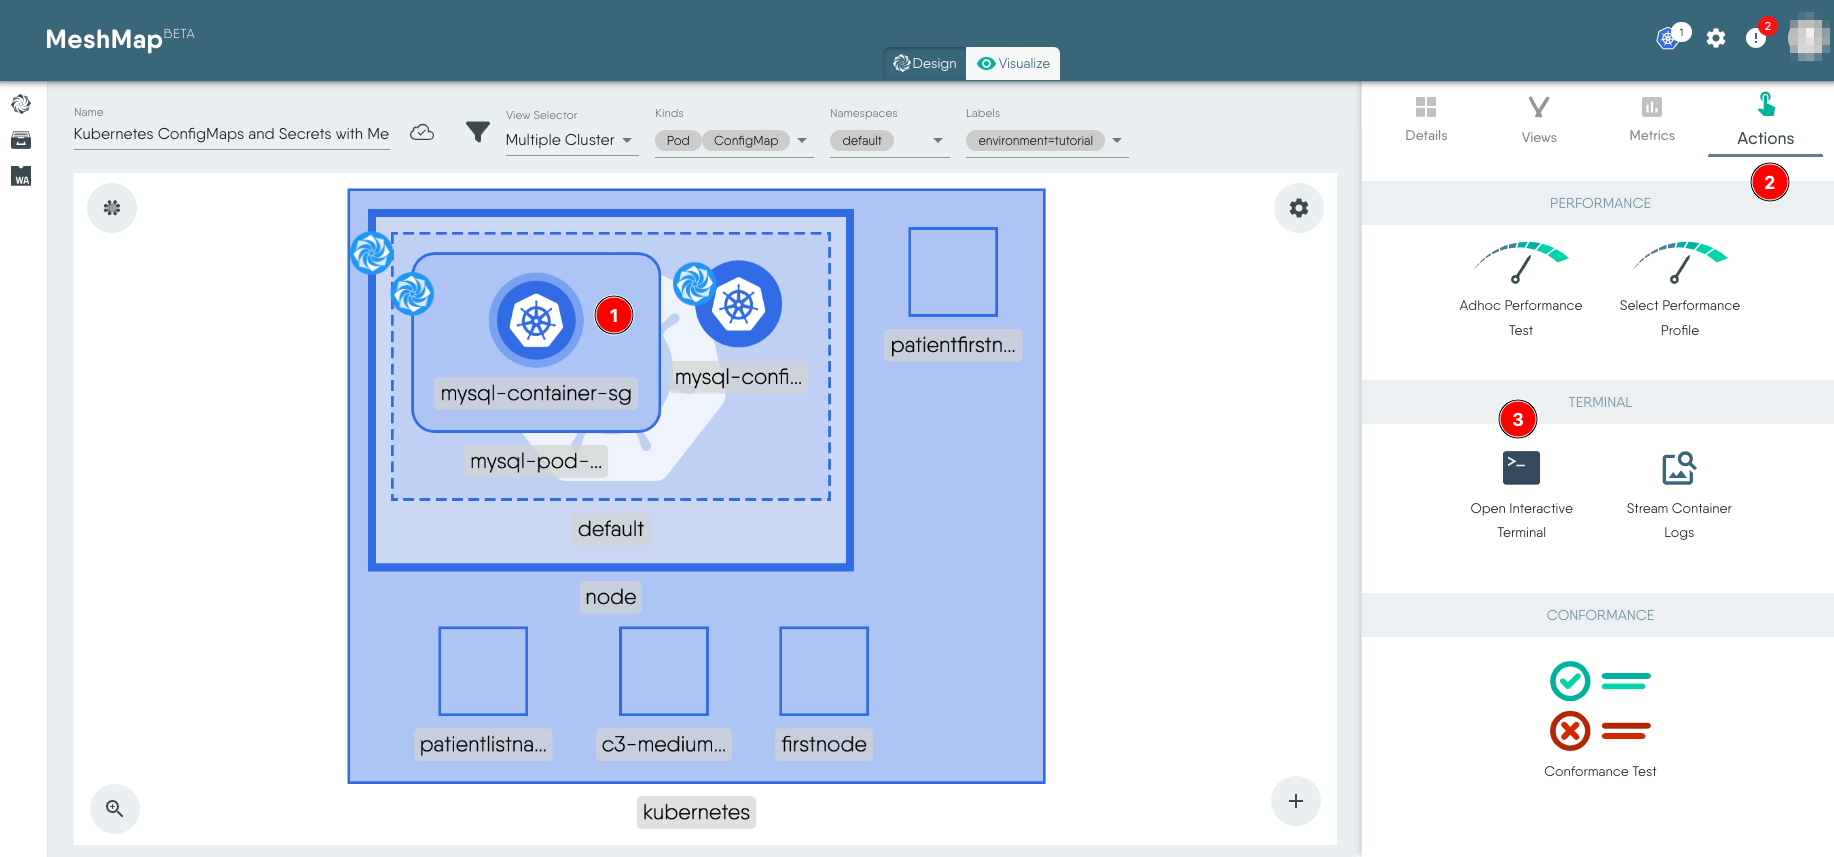 MeshMap BETA
1
2
Design
Visualize
Name
Kubernetes ConfigMaps and Secrets with Me
View Selector
Multiple Cluster
Kinds
Pod
ConfigMap
Namespaces
default
Labels
environment=tutorial
WA
Details
Views
Metrics
Actions
2
PERFORMANCE
Adhoc Performance
Test
Select Performance
Profile
TERMINAL
3
>_
Open Interactive
Terminal
Stream Container
Logs
CONFORMANCE
Conformance Test
1
mysql-container-sg
mysql-confi...
mysql-pod-...
default
node
patientfirstn...
patientlistna...
c3-medium...
firstnode
kubernetes